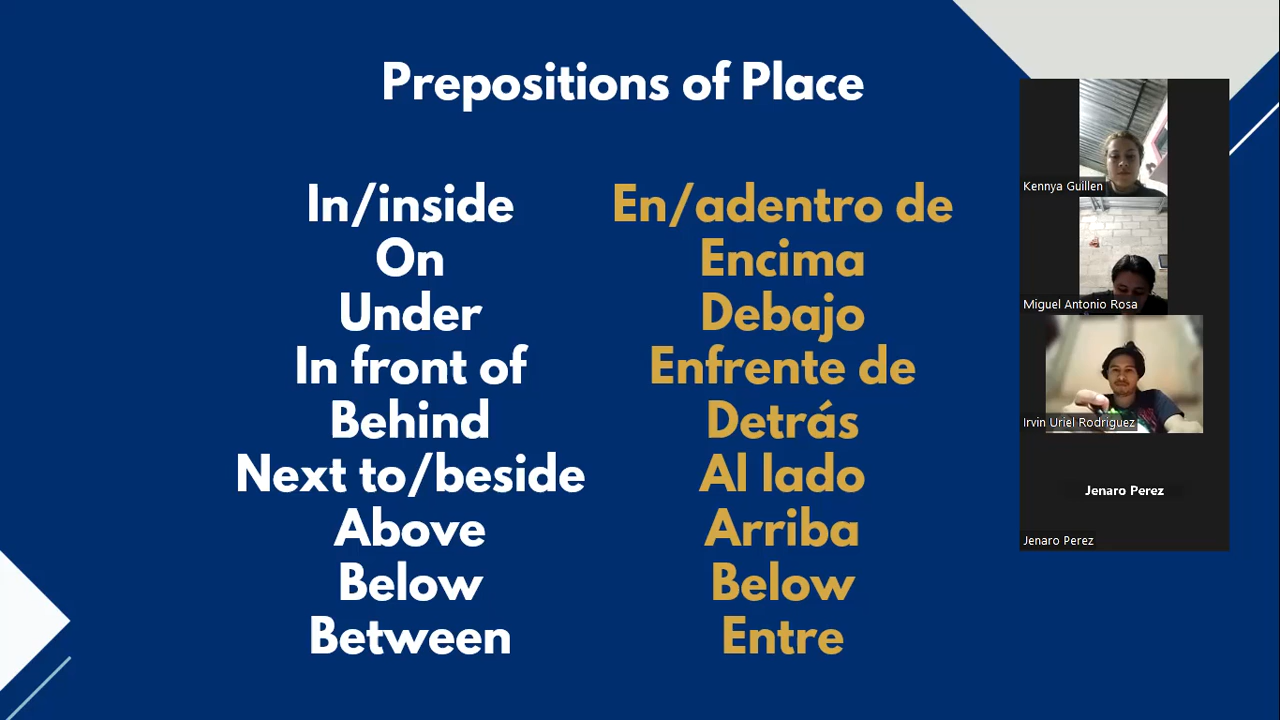 Prepositions of Place
In/inside
En/adentro de
On
Encima
Under
Debajo
In front of
Enfrente de
Behind
Detrás
Next to/beside
Al lado
Above
Arriba
Below
Below
Between
Entre
Kennya Guillen
Miguel Antonio Rosa
Irvin Uriel Rodríguez
Jenaro Perez
Jenaro Perez